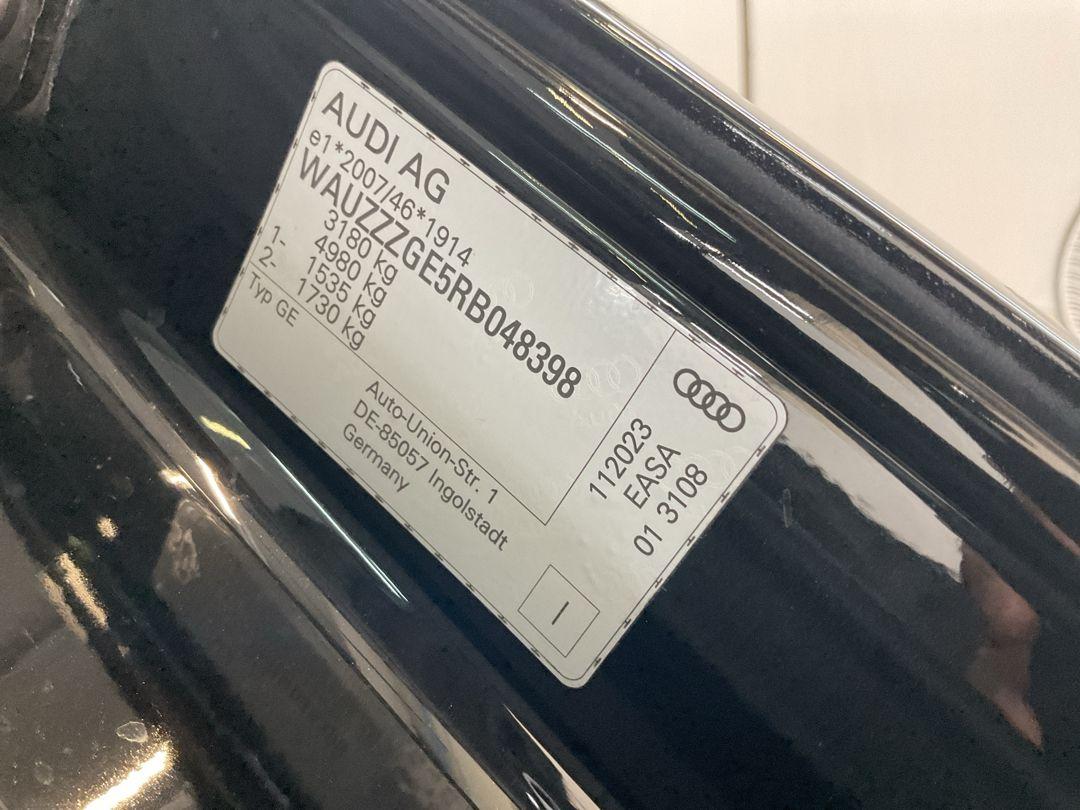 AUDI AG
e1*2007/46*1914
WAUZZZGE5RB048398
3180 kg
4980 kg
1- 1535 kg
2- 1730 kg
Typ GE
Auto-Union-Str. 1
DE-85057 Ingolstadt
Germany
112023
EASA
01 3108
I